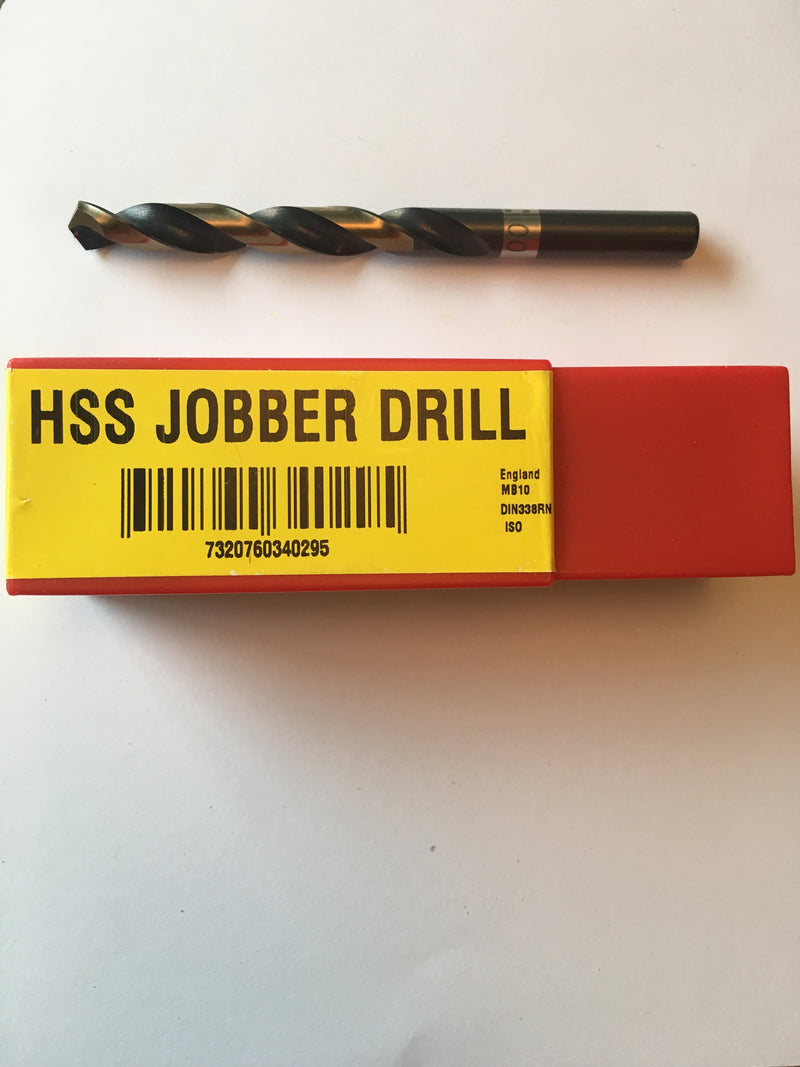 HSS JOBBER DRILL
7320760340295
England
MB10
DIN338RN
ISO